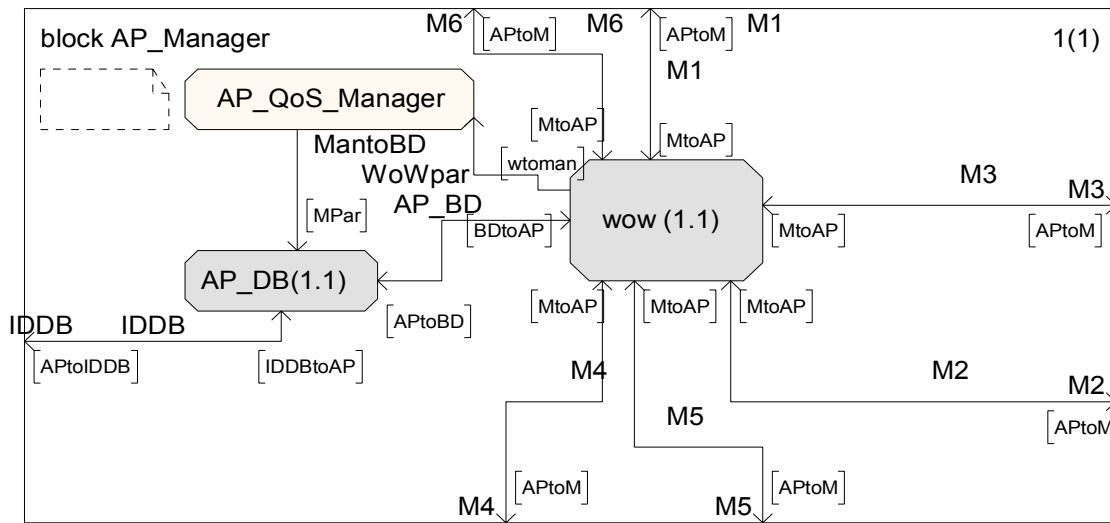 M6
M6
M1
block AP_Manager
[APtoM]
[APtoM]
1(1)
M1
AP_QoS_Manager
[MtoAP]
MantoBD
[MtoAP]
[wtoman]
WoWpar
M3
M3
AP_BD
[MPar]
[BDtoAP]
wow (1.1)
[MtoAP]
[APtoM]
AP_DB(1.1)
[MtoAP]
[MtoAP]
[MtoAP]
IDDB
IDDB
[APtoBD]
[APtoIDDB]
[IDDBtoAP]
M4
M2
M2
M5
[APtoM]
[APtoM]
[APtoM]
M4
M5